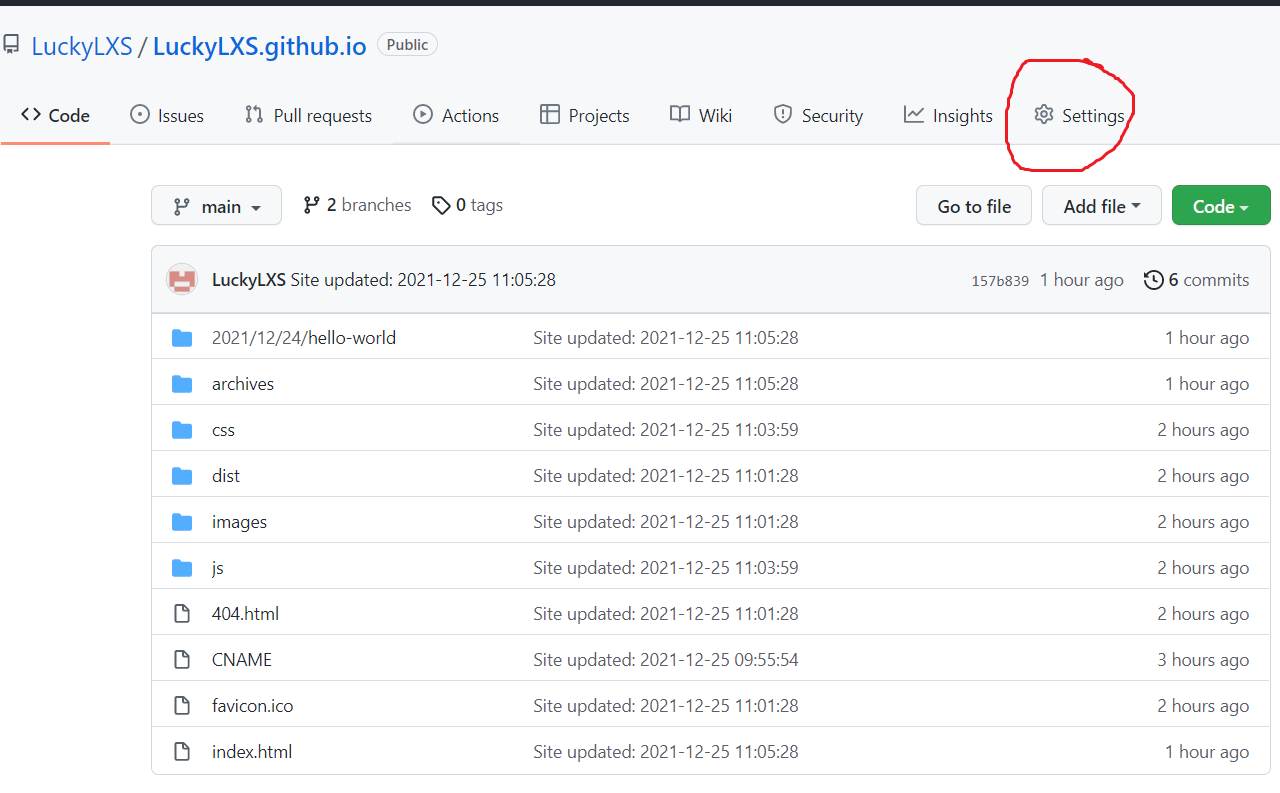 LuckyLXS / LuckyLXS.github.io Public
Code Issues Pull requests Actions Projects Wiki Security Insights Settings
main 2 branches 0 tags Go to file Add file Code
LuckyLXS Site updated: 2021-12-25 11:05:28 157b839 1 hour ago 6 commits
2021/12/24/hello-world Site updated: 2021-12-25 11:05:28 1 hour ago
archives Site updated: 2021-12-25 11:05:28 1 hour ago
css Site updated: 2021-12-25 11:03:59 2 hours ago
dist Site updated: 2021-12-25 11:01:28 2 hours ago
images Site updated: 2021-12-25 11:01:28 2 hours ago
js Site updated: 2021-12-25 11:03:59 2 hours ago
404.html Site updated: 2021-12-25 11:01:28 2 hours ago
CNAME Site updated: 2021-12-25 09:55:54 3 hours ago
favicon.ico Site updated: 2021-12-25 11:01:28 2 hours ago
index.html Site updated: 2021-12-25 11:05:28 1 hour ago